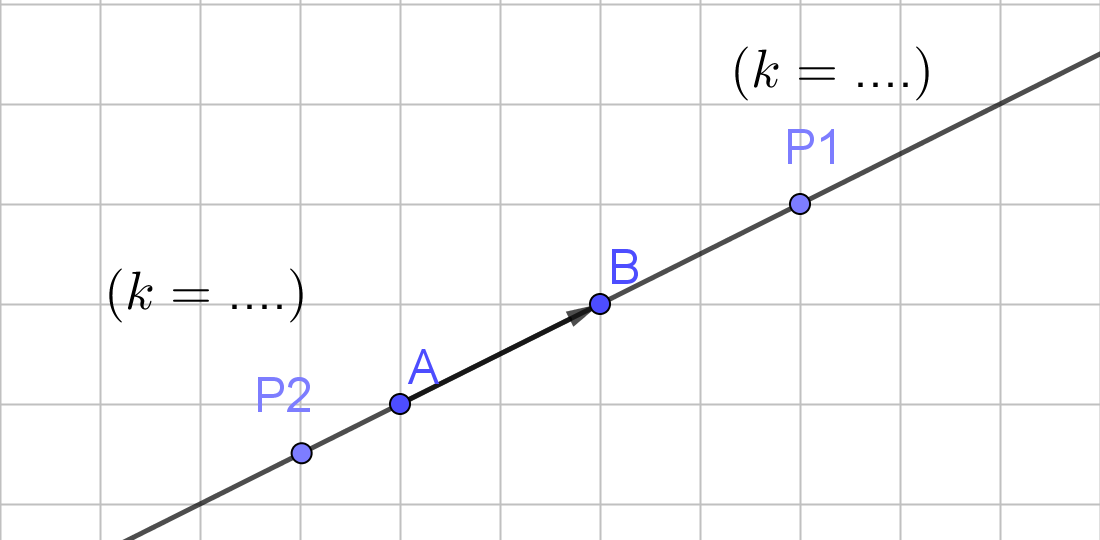 (k = ....)
P1
B
(k = ....)
A
P2